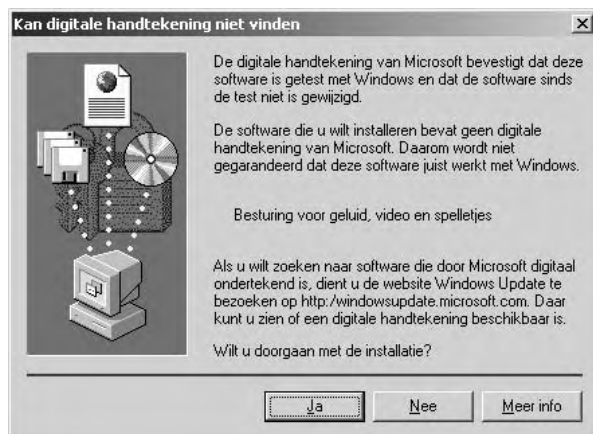 Kan digitale handtekening niet vinden
De digitale handtekening van Microsoft bevestigt dat deze
software is getest met Windows en dat de software sinds
de test niet is gewijzigd.
De software die u wilt installeren bevat geen digitale
handtekening van Microsoft. Daarom wordt niet
gegarandeerd dat deze software juist werkt met Windows.
Besturing voor geluid, video en spelletjes
Als u wilt zoeken naar software die door Microsoft digitaal
ondertekend is, dient u de website Windows Update te
bezoeken op http:/windowsupdate.microsoft.com. Daar
kunt u zien of een digitale handtekening beschikbaar is.
Wilt u doorgaan met de installatie?
Ja
Nee
Meer info